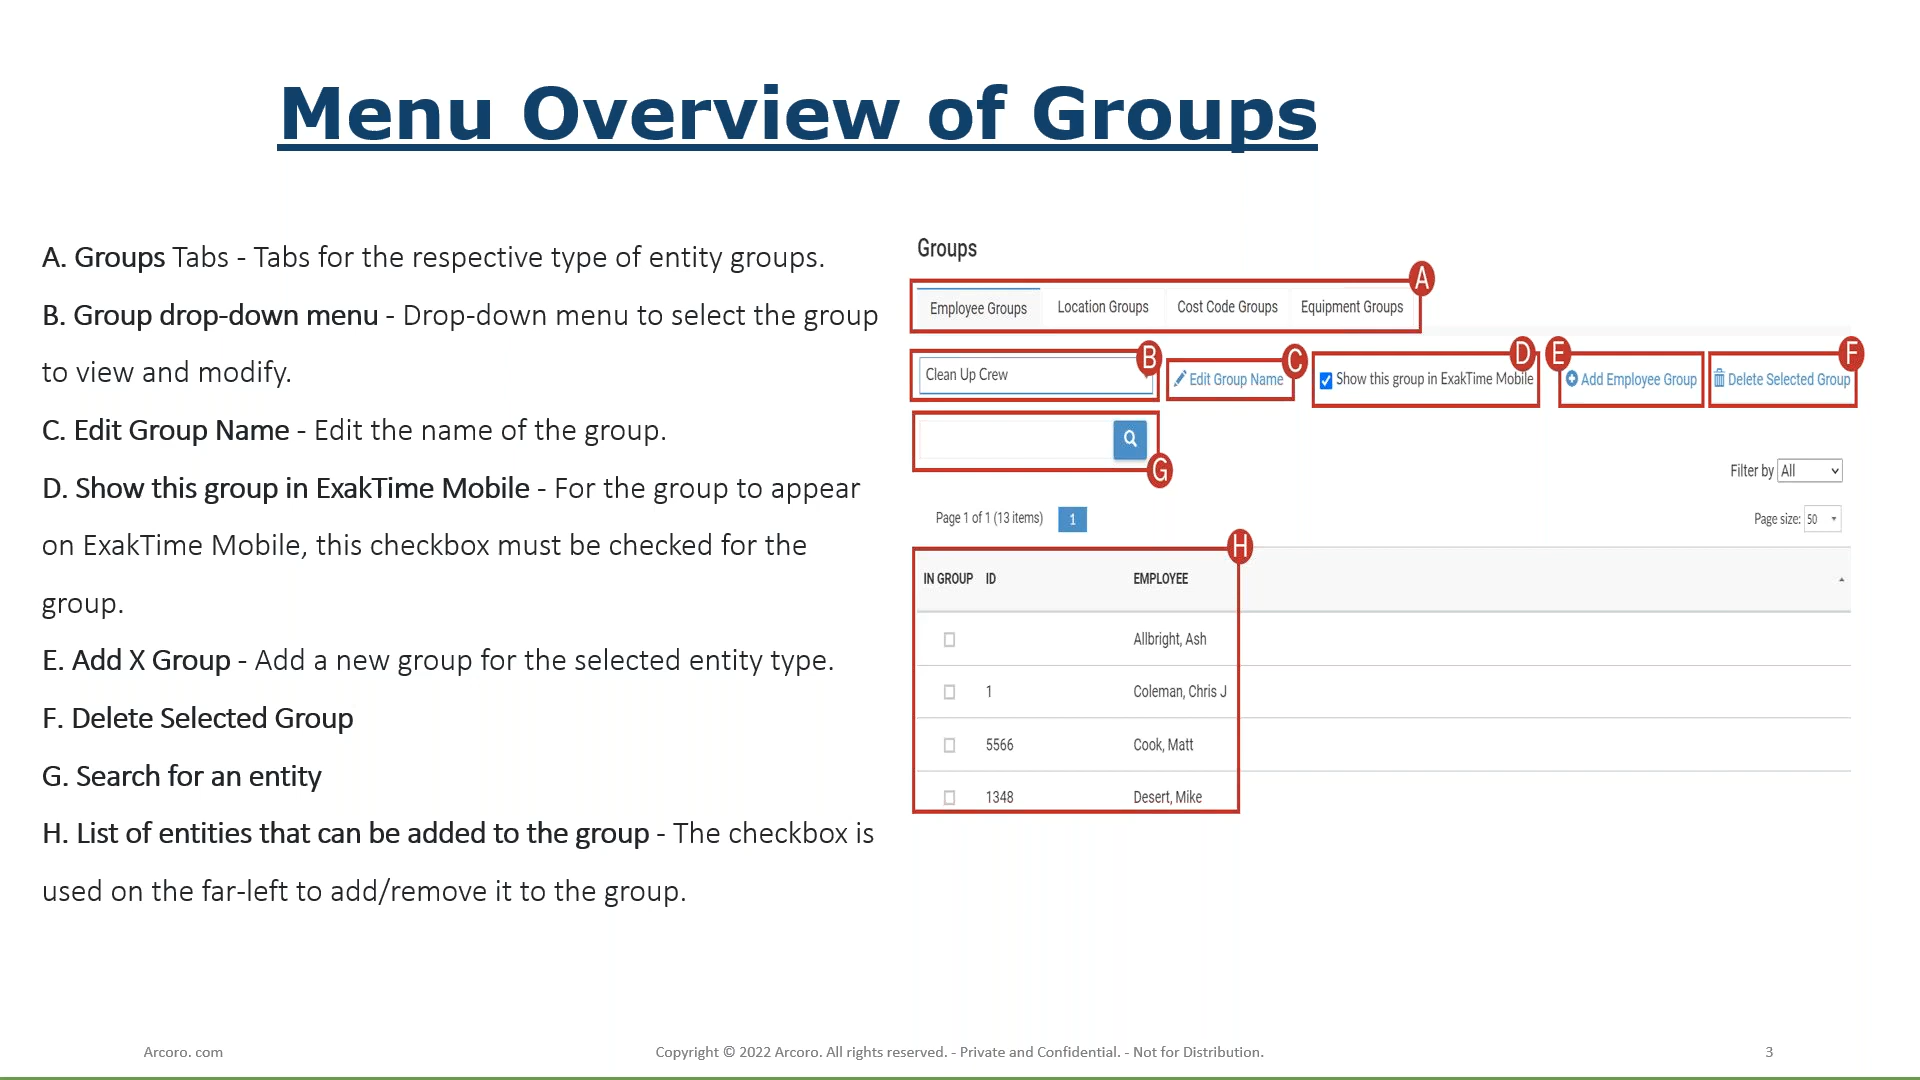 Menu Overview of Groups
A. Groups Tabs - Tabs for the respective type of entity groups.
B. Group drop-down menu - Drop-down menu to select the group
to view and modify.
C. Edit Group Name - Edit the name of the group.
D. Show this group in ExakTime Mobile - For the group to appear
on ExakTime Mobile, this checkbox must be checked for the
group.
E. Add X Group - Add a new group for the selected entity type.
F. Delete Selected Group
G. Search for an entity
H. List of entities that can be added to the group - The checkbox is
used on the far-left to add/remove it to the group.
Groups
A
Employee Groups Location Groups Cost Code Groups Equipment Groups
B C D E F
Clean Up Crew Edit Group Name Show this group in ExakTime Mobile Add Employee Group Delete Selected Group
G
Filter by All
Page 1 of 1 (13 items) 1 Page size: 50
H
IN GROUP ID EMPLOYEE
Allbright, Ash
1 Coleman, Chris J
5566 Cook, Matt
1348 Desert, Mike
Arcoro. com Copyright © 2022 Arcoro. All rights reserved. - Private and Confidential. - Not for Distribution. 3